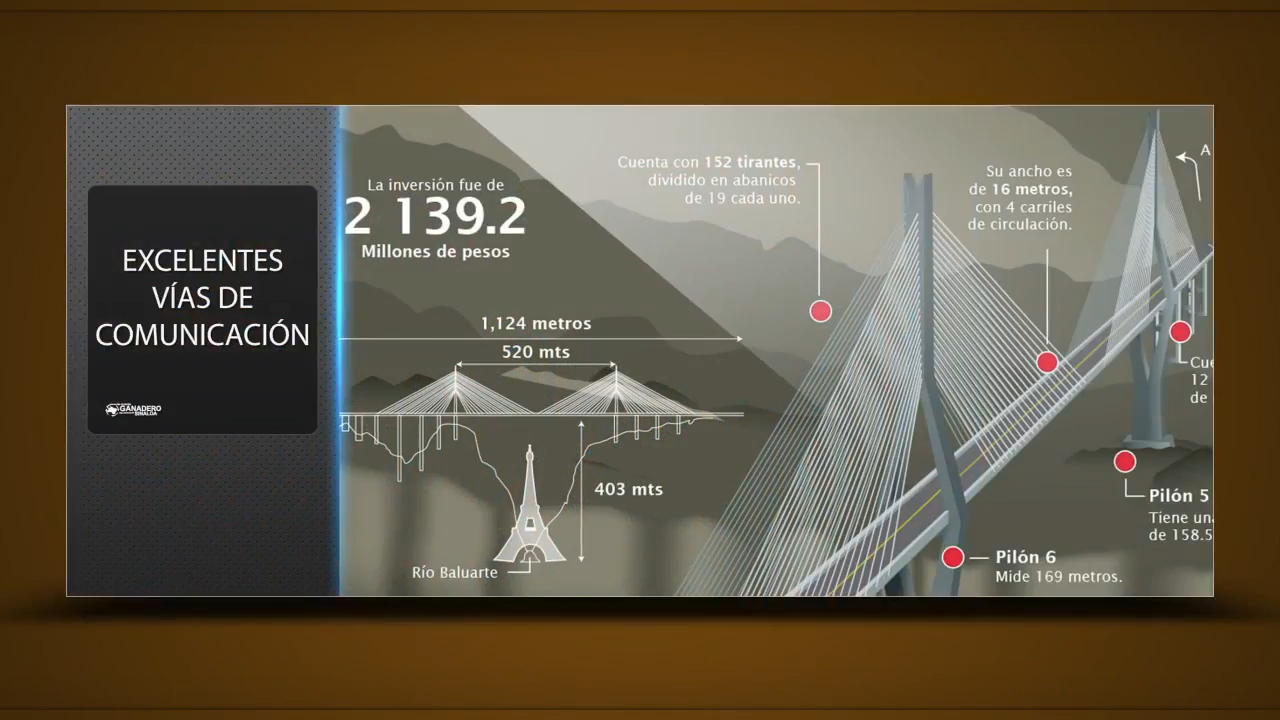 EXCELENTES
VÍAS DE
COMUNICACIÓN
GANADERO
SINALOA
La inversión fue de
2 139.2
Millones de pesos
1,124 metros
520 mts
403 mts
Río Baluarte
Cuenta con 152 tirantes,
dividido en abanicos
de 19 cada uno.
Su ancho es
de 16 metros,
con 4 carriles
de circulación.
A
Cue
12
de
Pilón 5
Tiene una
de 158.5
Pilón 6
Mide 169 metros.